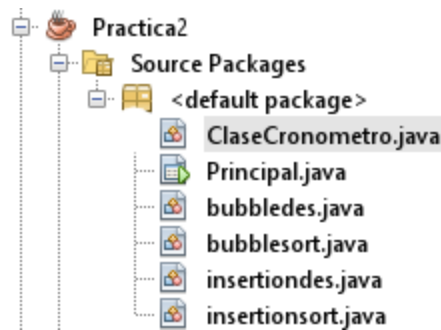 Practica2
Source Packages
<default package>
ClaseCronometro.java
Principal.java
bubbledes.java
bubblesort.java
insertiondes.java
insertionsort.java